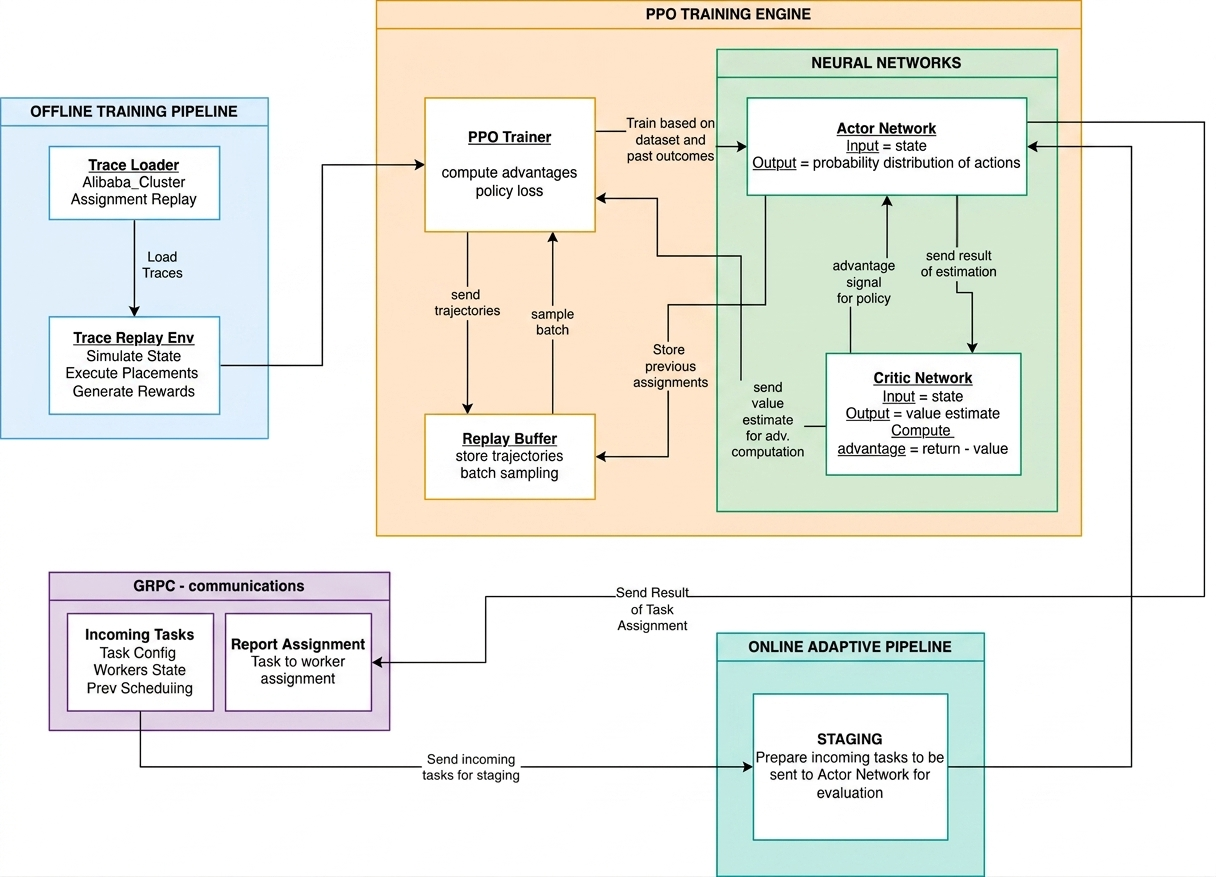 PPO TRAINING ENGINE
NEURAL NETWORKS
OFFLINE TRAINING PIPELINE
Trace Loader
Alibaba_Cluster
Assignment Replay
Load
Traces
Trace Replay Env
Simulate State
Execute Placements
Generate Rewards
PPO Trainer
compute advantages
policy loss
Train based on
dataset and
past outcomes
Actor Network
Input = state
Output = probability distribution of actions
send
trajectories
sample
batch
Store
previous
assignments
advantage
signal
for policy
send result
of estimation
Replay Buffer
store trajectories
batch sampling
send
value
estimate
for adv.
computation
Critic Network
Input = state
Output = value estimate
Compute
advantage = return - value
GRPC - communications
Incoming Tasks
Task Config
Workers State
Prev Scheduiing
Report Assignment
Task to worker
assignment
Send Result
of Task
Assignment
ONLINE ADAPTIVE PIPELINE
STAGING
Prepare incoming tasks to be
sent to Actor Network for
evaluation
Send incoming
tasks for staging